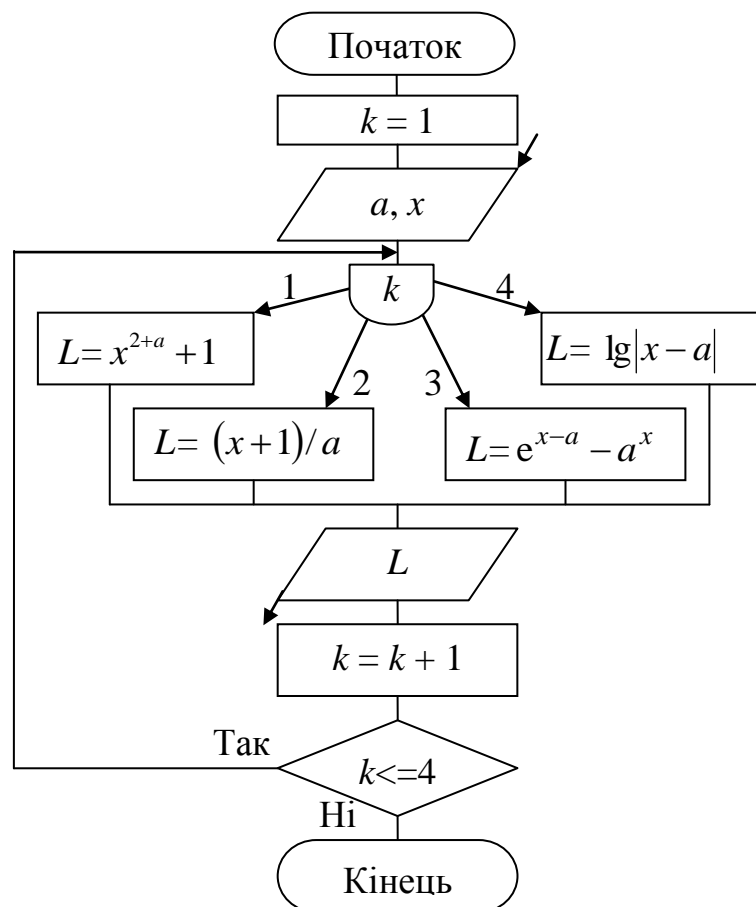 Початок
k = 1
a, x
k
1
4
L= x^{2+a} + 1
L= lg|x − a|
2
3
L= (x+1)/a
L= e^{x−a} − a^x
L
k = k + 1
Так
k<=4
Ні
Кінець